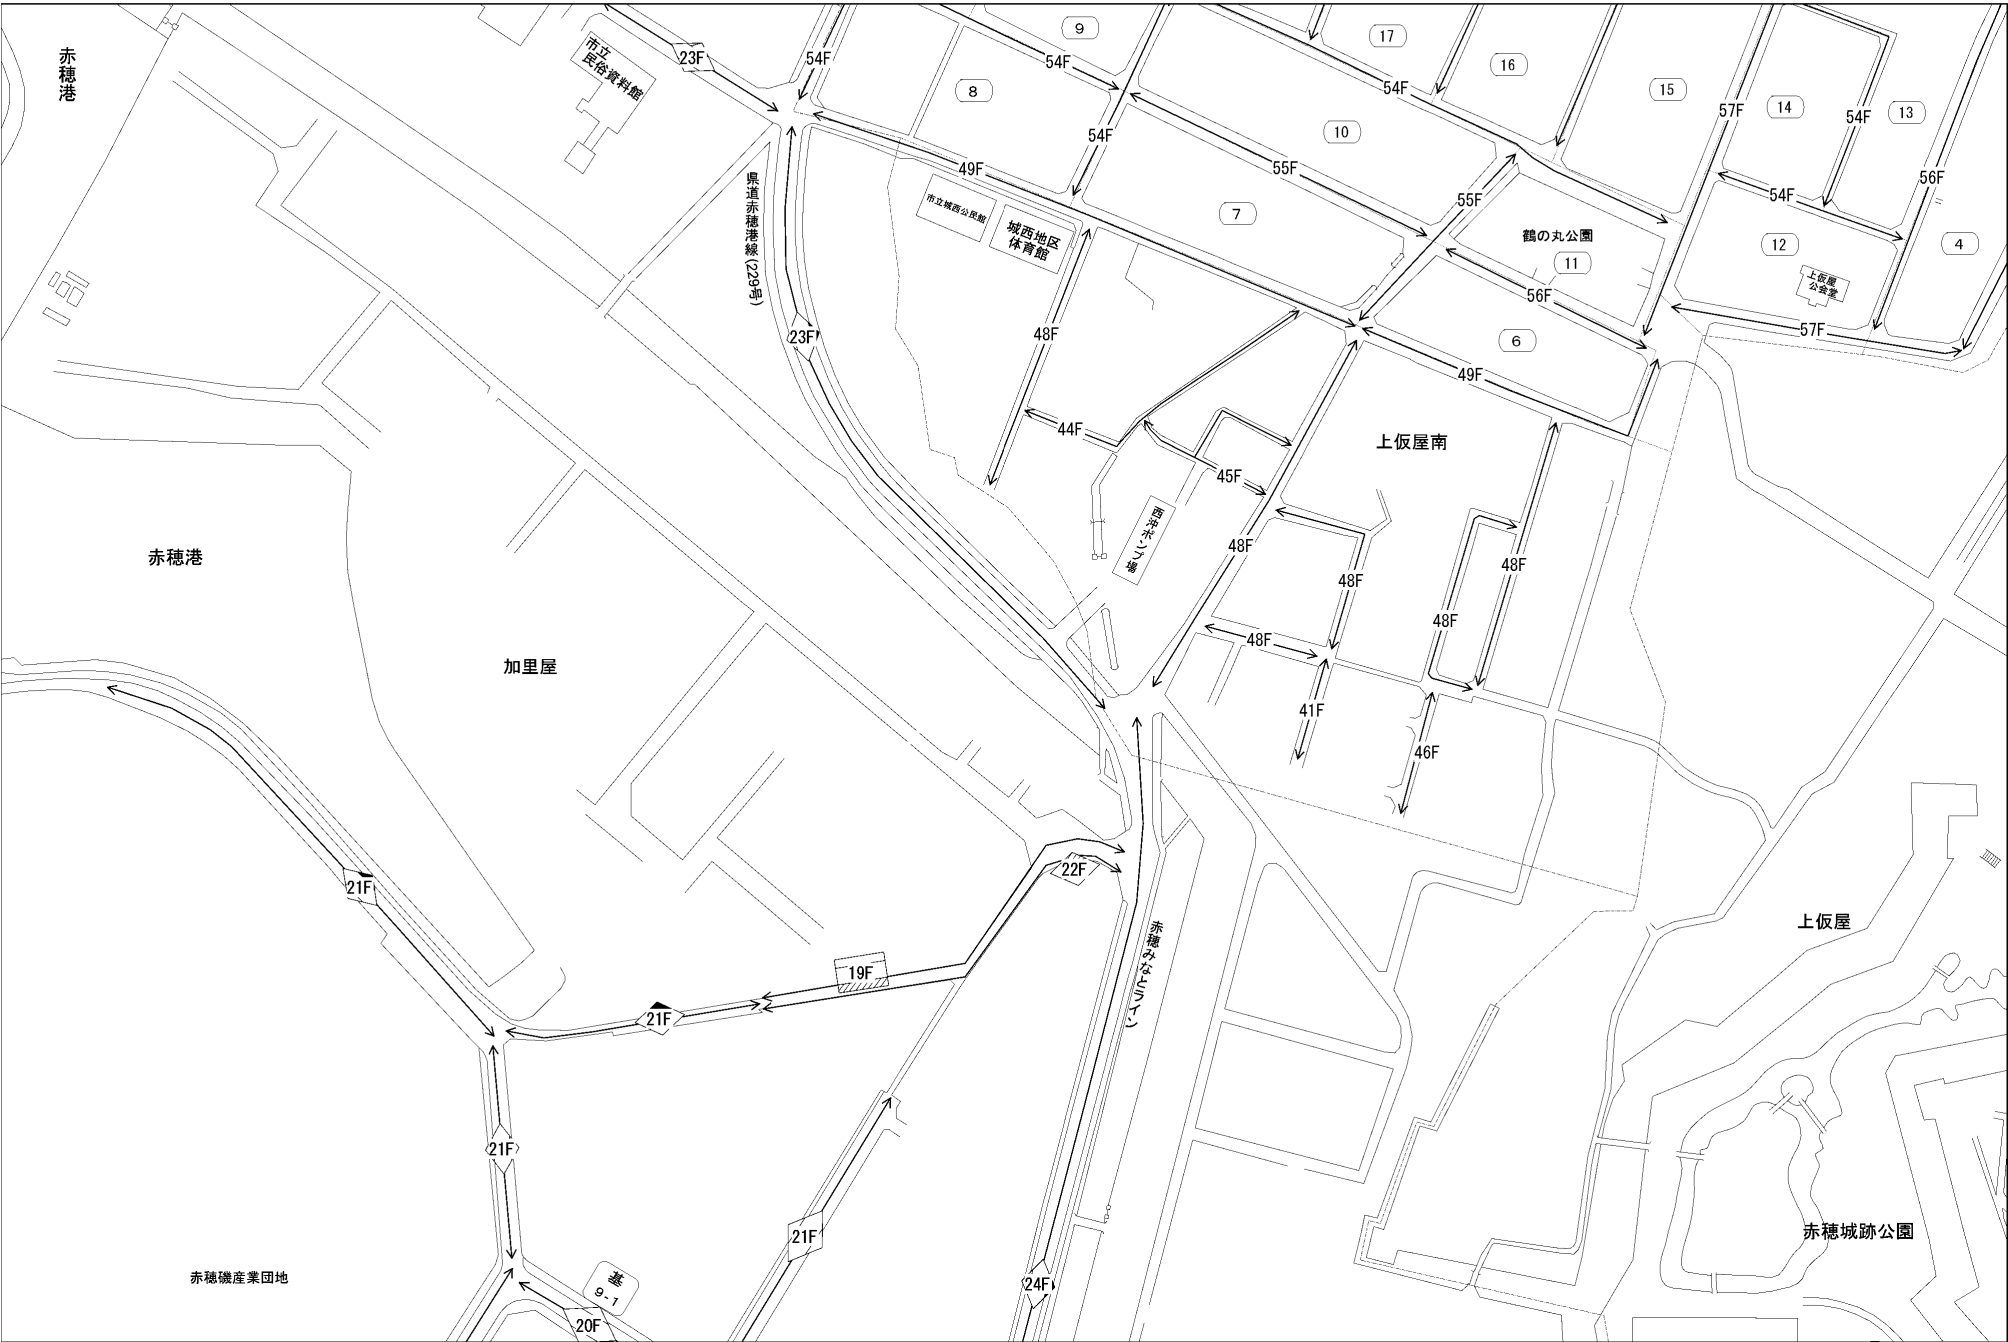 赤穂港
市立
民俗資料館
23F
54F
9
54F
17
54F
16
15
57F
14
54F
13
8
54F
10
55F
55F
54F
56F
49F
市立城西公民館
城西地区
体育館
7
鶴の丸公園
11
12
4
上仮屋
公会堂
県道赤穂港線(229号)
56F
57F
23F
48F
6
49F
44F
上仮屋南
45F
西沖ポンプ場
48F
48F
48F
赤穂港
48F
48F
加里屋
41F
46F
21F
22F
19F
21F
赤穂みなとライン
上仮屋
21F
21F
赤穂城跡公園
赤穂磯産業団地
基
9-1
24F
20F